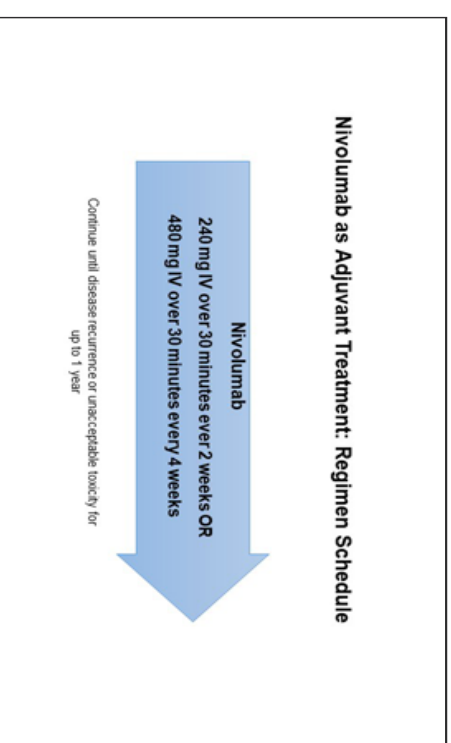 Nivolumab as Adjuvant Treatment: Regimen Schedule
Nivolumab
240 mg IV over 30 minutes ever 2 weeks OR
480 mg IV over 30 minutes every 4 weeks
Continue until disease recurrence or unacceptable toxicity for
up to 1 year